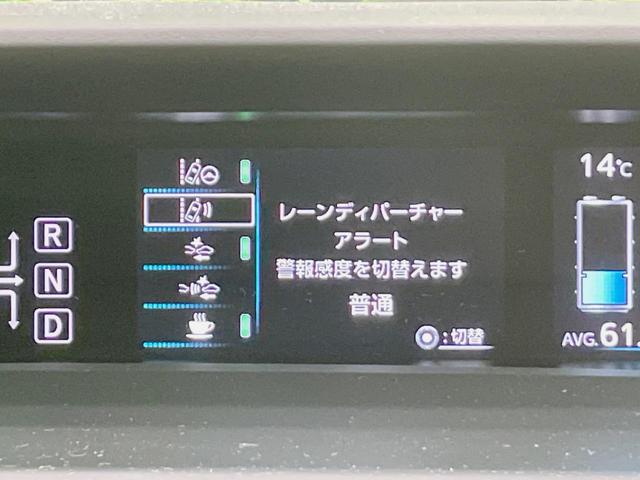 R
N
D
レーンディパーチャー
アラート
警報感度を切替えます
普通
:切替
14℃
AVG.61.